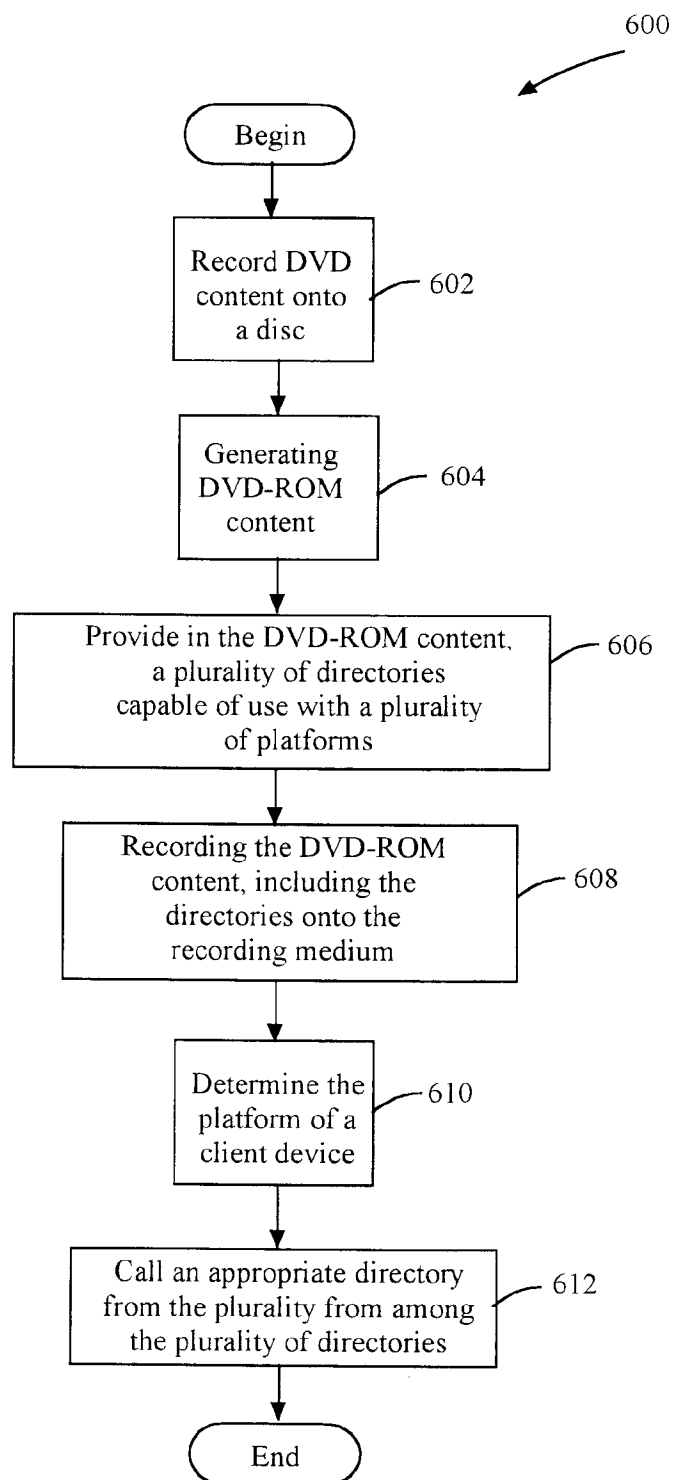 600
Begin
Record DVD
content onto
a disc
602
Generating
DVD-ROM
content
604
Provide in the DVD-ROM content,
a plurality of directories
capable of use with a plurality
of platforms
606
Recording the DVD-ROM
content, including the
directories onto the
recording medium
608
Determine the
platform of a
client device
610
Call an appropriate directory
from the plurality from among
the plurality of directories
612
End